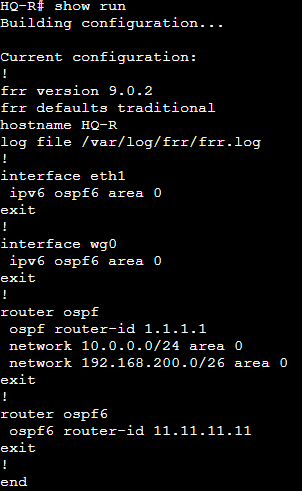 HQ-R# show run
Building configuration...

Current configuration:
!
frr version 9.0.2
frr defaults traditional
hostname HQ-R
log file /var/log/frr/frr.log
!
interface eth1
 ipv6 ospf6 area 0
exit
!
interface wg0
 ipv6 ospf6 area 0
exit
!
router ospf
 ospf router-id 1.1.1.1
 network 10.0.0.0/24 area 0
 network 192.168.200.0/26 area 0
exit
!
router ospf6
 ospf6 router-id 11.11.11.11
exit
!
end